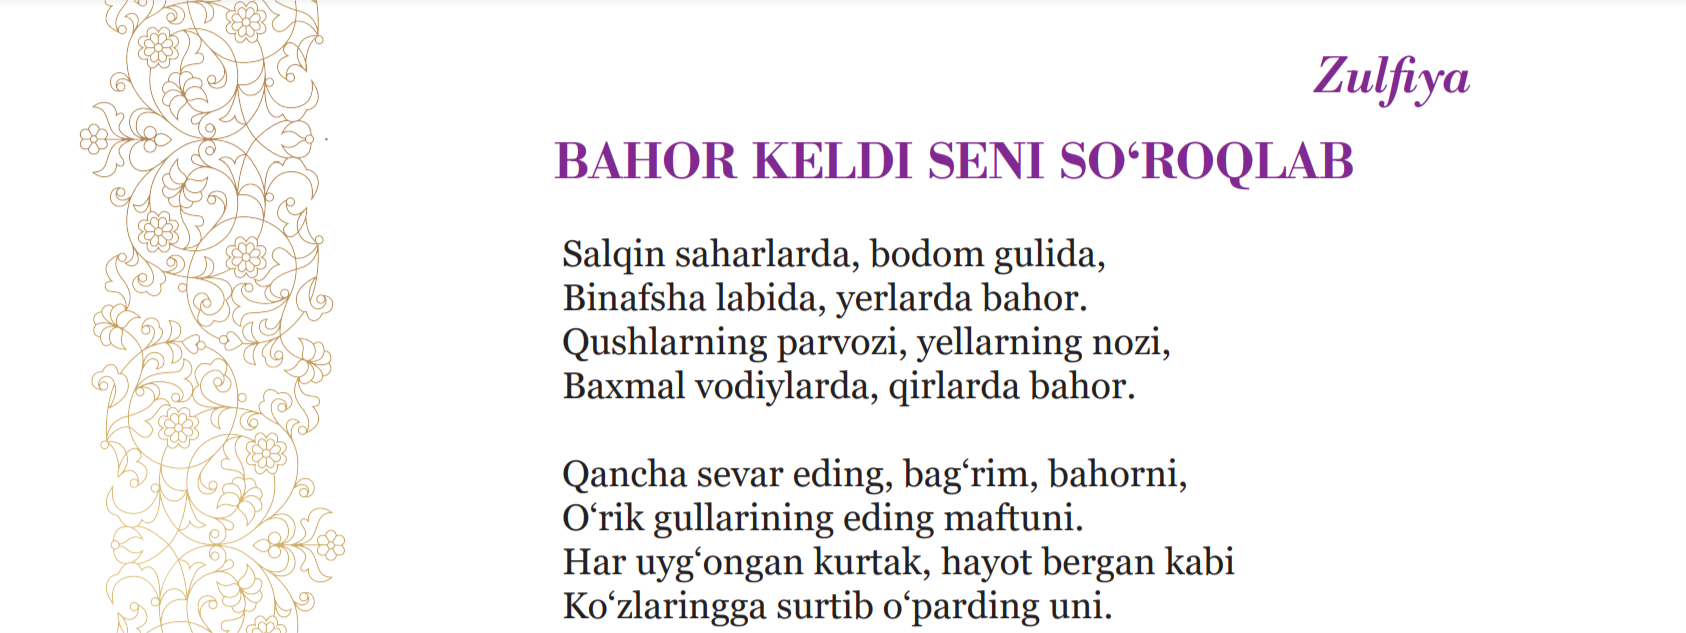 Zulfiya
BAHOR KELDI SENI SO‘ROQLAB
Salqin saharlarda, bodom gulida,
Binafsha labida, yerlarda bahor.
Qushlarning parvozi, yellarning nozi,
Baxmal vodiylarda, qirlarda bahor.
Qancha sevar eding, bag‘rim, bahorni,
O‘rik gullarining eding maftuni.
Har uyg‘ongan kurtak, hayot bergan kabi
Ko‘zlaringga surtib o‘parding uni.